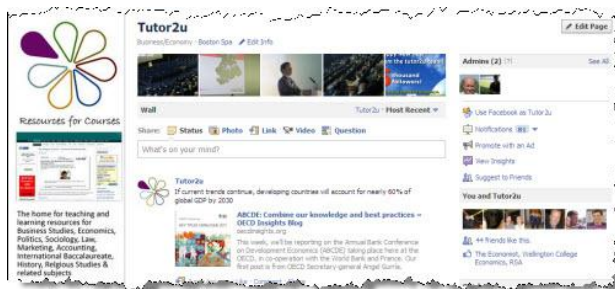 Tutor2u
Business/Economy · Boston Spa Edit Info
Edit Page
Resources for Courses
The home for teaching and
learning resources for
Business Studies, Economics,
Politics, Sociology, Law,
Marketing, Accounting,
International Baccalaureate,
History, Religious Studies &
related subjects
thousand
Wall
Tutor2u · Most Recent
Share: Status Photo Link Video Question
What's on your mind?
Tutor2u
If current trends continue, developing countries will account for nearly 60% of
global GDP by 2030
ABCDE: Combine our knowledge and best practices «
OECD Insights Blog
oecdinsights.org
This week, we'll be reporting on the Annual Bank Conference
on Development Economics (ABCDE) taking place here at the
OECD, in co-operation with the World Bank and France. Our
first post is from OECD Secretary-general Angel Gurría.
Admins (2) [?]
See All
Use Facebook as Tutor2u
Notifications
Promote with an Ad
View Insights
Suggest to Friends
You and Tutor2u
44 friends like this.
The Economist, Wellington College
Economics, RSA